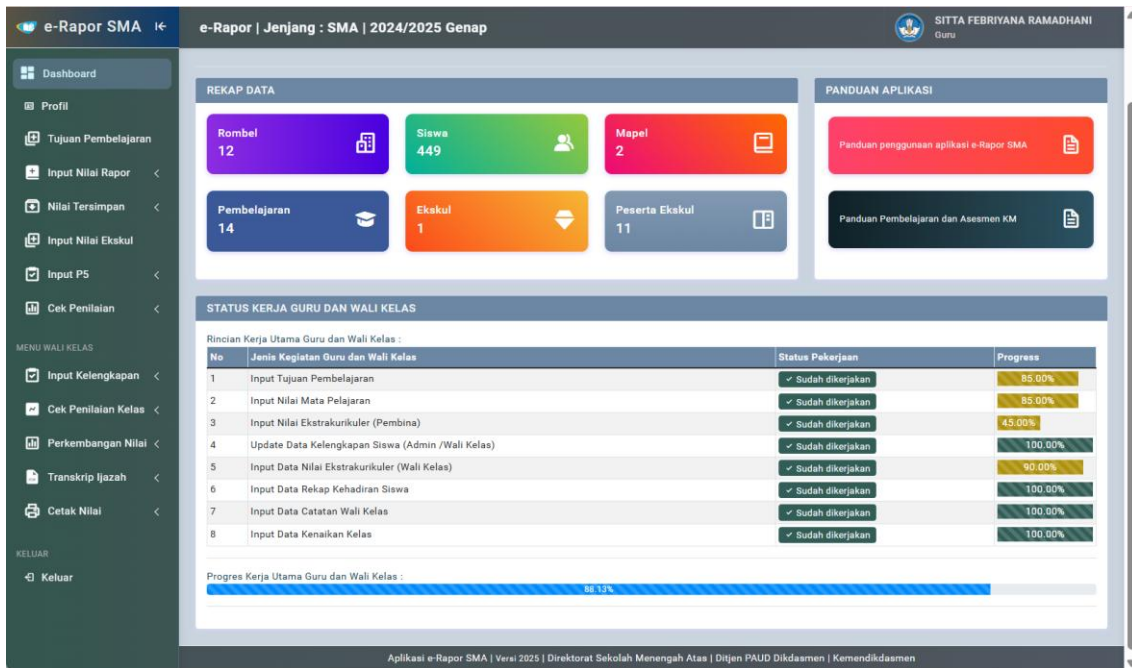 e-Rapor SMA
e-Rapor | Jenjang : SMA | 2024/2025 Genap
SITTA FEBRIYANA RAMADHANI
Guru
Dashboard
Profil
Tujuan Pembelajaran
Input Nilai Rapor
Nilai Tersimpan
Input Nilai Ekskul
Input P5
Cek Penilaian
MENU WALI KELAS
Input Kelengkapan
Cek Penilaian Kelas
Perkembangan Nilai
Transkrip Ijazah
Cetak Nilai
KELUAR
Keluar
REKAP DATA
Rombel
12
Siswa
449
Mapel
2
Pembelajaran
14
Ekskul
1
Peserta Ekskul
11
PANDUAN APLIKASI
Panduan penggunaan aplikasi e-Rapor SMA
Panduan Pembelajaran dan Asesmen KM
STATUS KERJA GURU DAN WALI KELAS
Rincian Kerja Utama Guru dan Wali Kelas :
No Jenis Kegiatan Guru dan Wali Kelas Status Pekerjaan Progress
1 Input Tujuan Pembelajaran ✓ Sudah dikerjakan 85.00%
2 Input Nilai Mata Pelajaran ✓ Sudah dikerjakan 85.00%
3 Input Nilai Ekstrakurikuler (Pembina) ✓ Sudah dikerjakan 45.00%
4 Update Data Kelengkapan Siswa (Admin /Wali Kelas) ✓ Sudah dikerjakan 100.00%
5 Input Data Nilai Ekstrakurikuler (Wali Kelas) ✓ Sudah dikerjakan 90.00%
6 Input Data Rekap Kehadiran Siswa ✓ Sudah dikerjakan 100.00%
7 Input Data Catatan Wali Kelas ✓ Sudah dikerjakan 100.00%
8 Input Data Kenaikan Kelas ✓ Sudah dikerjakan 100.00%
Progres Kerja Utama Guru dan Wali Kelas :
88.13%
Aplikasi e-Rapor SMA | Versi 2025 | Direktorat Sekolah Menengah Atas | Ditjen PAUD Dikdasmen | Kemendikdasmen